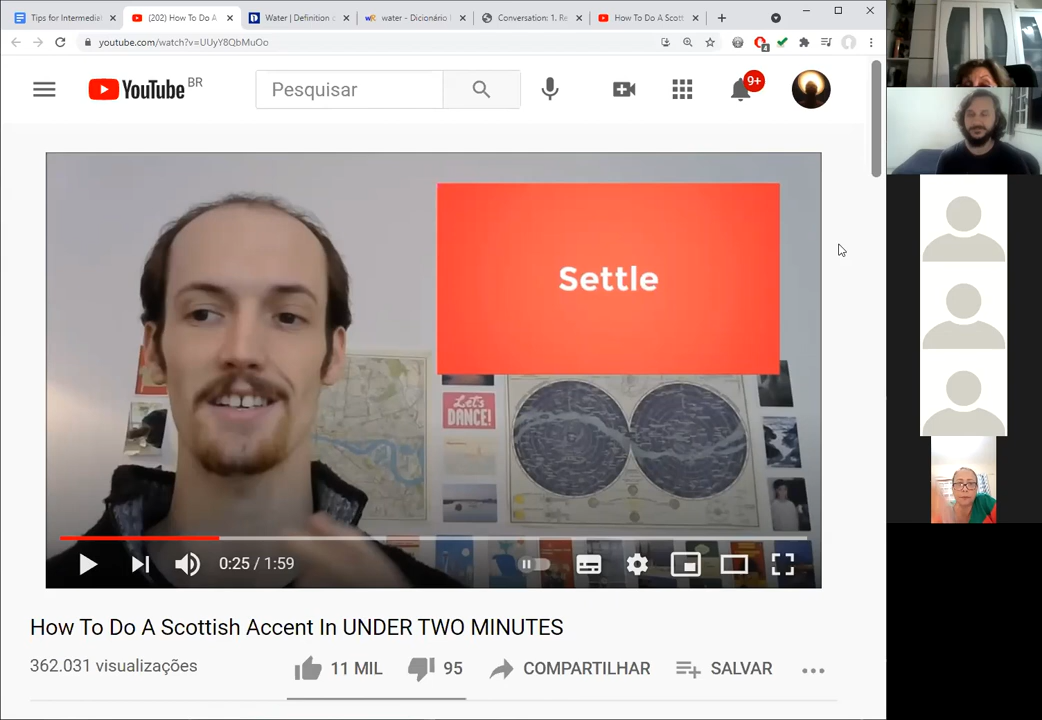 Tips for Intermedi
(202) How To Do A
Water | Definition
water - Dicionário
Conversation: 1. Re
How To Do A Scott
youtube.com/watch?v=UUyY8QbMuOo
4
YouTube BR
Pesquisar
9+
Settle
LET'S
DANCE!
0:25 / 1:59
How To Do A Scottish Accent In UNDER TWO MINUTES
362.031 visualizações
11 MIL
95
COMPARTILHAR
SALVAR